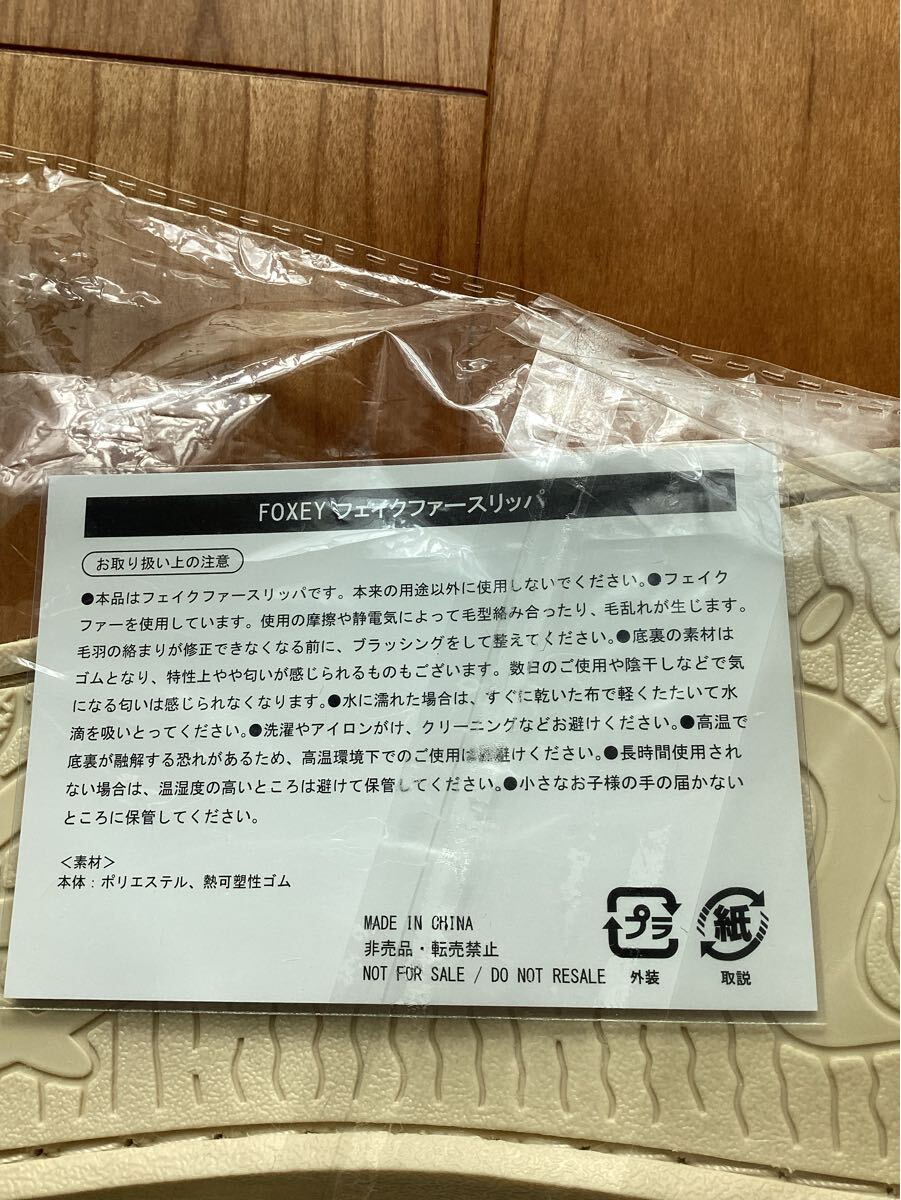 FOXEY フェイクファースリッパ
お取り扱い上の注意
●本品はフェイクファースリッパです。本来の用途以外に使用しないでください。●フェイク
ファーを使用しています。使用の摩擦や静電気によって毛型絡み合ったり、毛乱れが生じます。
毛羽の絡まりが修正できなくなる前に、ブラッシングをして整えてください。●底裏の素材は
ゴムとなり、特性上やや匂いが感じられるものもございます。数日のご使用や陰干しなどで気
になる匂いは感じられなくなります。●水に濡れた場合は、すぐに乾いた布で軽くたたいて水
滴を吸いとってください。●洗濯やアイロンがけ、クリーニングなどお避けください。●高温で
底裏が融解する恐れがあるため、高温環境下でのご使用は避けください。●長時間使用され
ない場合は、温湿度の高いところは避けて保管してください。●小さなお子様の手の届かない
ところに保管してください。
＜素材＞
本体：ポリエステル、熱可塑性ゴム
MADE IN CHINA
非売品・転売禁止
NOT FOR SALE / DO NOT RESALE
プラ
外装
紙
取説